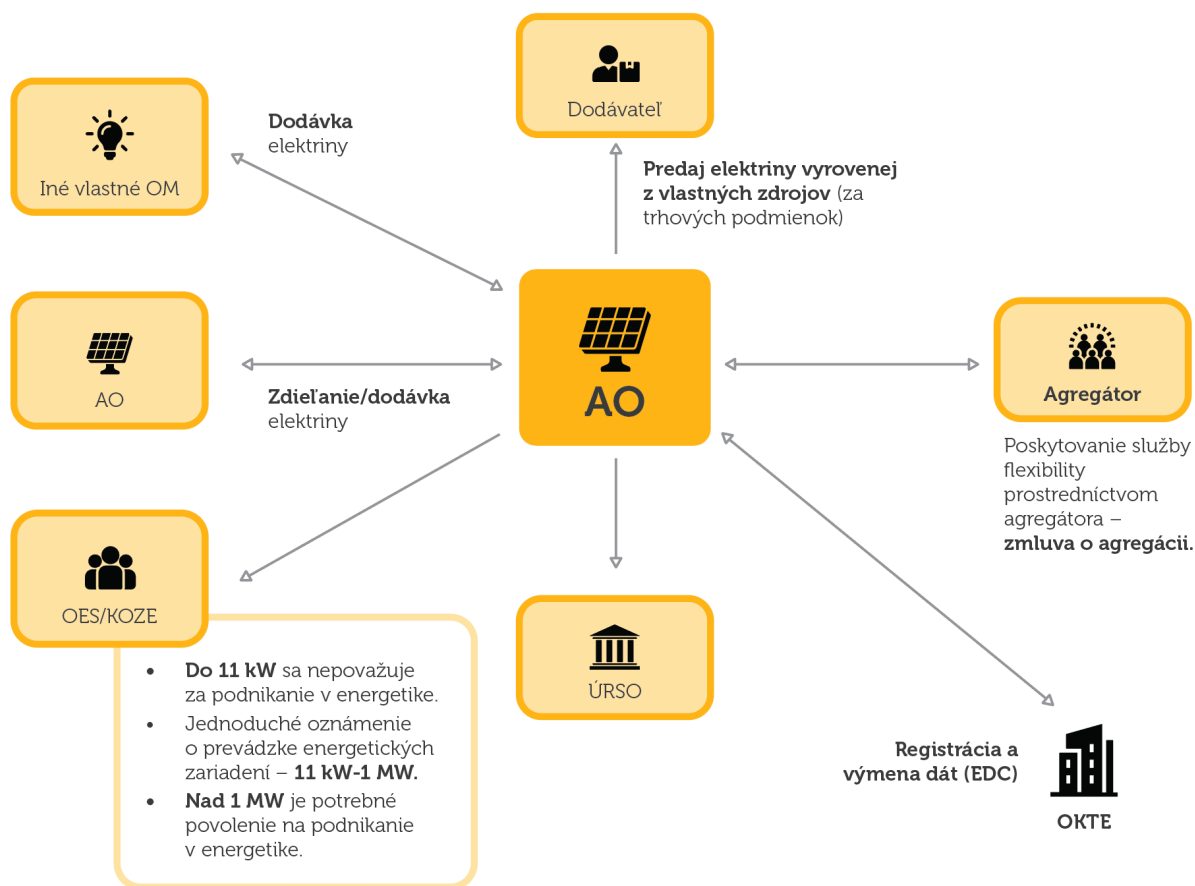 Dodávateľ
Iné vlastné OM
Dodávka
elektriny
Predaj elektriny vyrovenej
z vlastných zdrojov (za
trhových podmienok)
AO
Zdieľanie/dodávka
elektriny
AO
Agregátor
Poskytovanie služby
flexibility
prostredníctvom
agregátora –
zmluva o agregácii.
OES/KOZE
• Do 11 kW sa nepovažuje
za podnikanie v energetike.
• Jednoduché oznámenie
o prevádzke energetických
zariadení – 11 kW-1 MW.
• Nad 1 MW je potrebné
povolenie na podnikanie
v energetike.
ÚRSO
Registrácia a
výmena dát (EDC)
OKTE